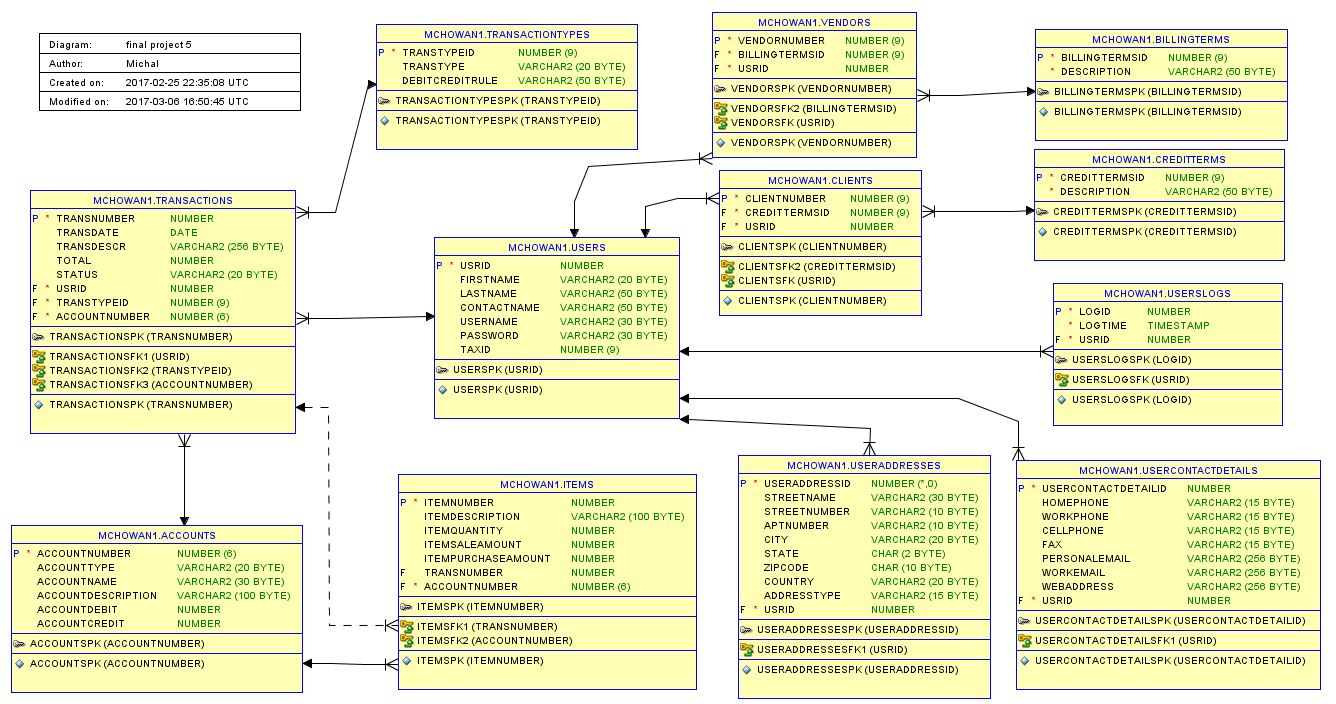 Diagram: final project 5
Author: Michal
Created on: 2017-02-25 22:35:08 UTC
Modified on: 2017-03-06 16:50:45 UTC
MCHOWAN1.TRANSACTIONTYPES
P * TRANSTYPEID NUMBER (9)
TRANSTYPE VARCHAR2 (20 BYTE)
DEBITCREDITRULE VARCHAR2 (50 BYTE)
TRANSACTIONTYPESPK (TRANSTYPEID)
TRANSACTIONTYPESPK (TRANSTYPEID)
MCHOWAN1.VENDORS
P * VENDORNUMBER NUMBER (9)
F * BILLINGTERMSID NUMBER (9)
F * USRID NUMBER
VENDORSPK (VENDORNUMBER)
VENDORSFK2 (BILLINGTERMSID)
VENDORSFK (USRID)
VENDORSPK (VENDORNUMBER)
MCHOWAN1.BILLINGTERMS
P * BILLINGTERMSID NUMBER (9)
* DESCRIPTION VARCHAR2 (50 BYTE)
BILLINGTERMSPK (BILLINGTERMSID)
BILLINGTERMSPK (BILLINGTERMSID)
MCHOWAN1.CREDITTERMS
P * CREDITTERMSID NUMBER (9)
* DESCRIPTION VARCHAR2 (50 BYTE)
CREDITTERMSPK (CREDITTERMSID)
CREDITTERMSPK (CREDITTERMSID)
MCHOWAN1.CLIENTS
P * CLIENTNUMBER NUMBER (9)
F * CREDITTERMSID NUMBER (9)
F * USRID NUMBER
CLIENTSPK (CLIENTNUMBER)
CLIENTSFK2 (CREDITTERMSID)
CLIENTSFK (USRID)
CLIENTSPK (CLIENTNUMBER)
MCHOWAN1.TRANSACTIONS
P * TRANSNUMBER NUMBER
TRANSDATE DATE
TRANSDESCR VARCHAR2 (256 BYTE)
TOTAL NUMBER
STATUS VARCHAR2 (20 BYTE)
F * USRID NUMBER
F * TRANSTYPEID NUMBER (9)
F * ACCOUNTNUMBER NUMBER (6)
TRANSACTIONSPK (TRANSNUMBER)
TRANSACTIONSFK1 (USRID)
TRANSACTIONSFK2 (TRANSTYPEID)
TRANSACTIONSFK3 (ACCOUNTNUMBER)
TRANSACTIONSPK (TRANSNUMBER)
MCHOWAN1.USERS
P * USRID NUMBER
FIRSTNAME VARCHAR2 (20 BYTE)
LASTNAME VARCHAR2 (50 BYTE)
CONTACTNAME VARCHAR2 (50 BYTE)
USERNAME VARCHAR2 (30 BYTE)
PASSWORD VARCHAR2 (30 BYTE)
TAXID NUMBER (9)
USERSPK (USRID)
USERSPK (USRID)
MCHOWAN1.USERSLOGS
P * LOGID NUMBER
* LOGTIME TIMESTAMP
F * USRID NUMBER
USERSLOGSPK (LOGID)
USERSLOGSFK (USRID)
USERSLOGSPK (LOGID)
MCHOWAN1.ACCOUNTS
P * ACCOUNTNUMBER NUMBER (6)
ACCOUNTTYPE VARCHAR2 (20 BYTE)
ACCOUNTNAME VARCHAR2 (30 BYTE)
ACCOUNTDESCRIPTION VARCHAR2 (100 BYTE)
ACCOUNTDEBIT NUMBER
ACCOUNTCREDIT NUMBER
ACCOUNTSPK (ACCOUNTNUMBER)
ACCOUNTSPK (ACCOUNTNUMBER)
MCHOWAN1.ITEMS
P * ITEMNUMBER NUMBER
ITEMDESCRIPTION VARCHAR2 (100 BYTE)
ITEMQUANTITY NUMBER
ITEMSALEAMOUNT NUMBER
ITEMPURCHASEAMOUNT NUMBER
F TRANSNUMBER NUMBER
F * ACCOUNTNUMBER NUMBER (6)
ITEMSPK (ITEMNUMBER)
ITEMSFK1 (TRANSNUMBER)
ITEMSFK2 (ACCOUNTNUMBER)
ITEMSPK (ITEMNUMBER)
MCHOWAN1.USERADDRESSES
P * USERADDRESSID NUMBER (*,0)
STREETNAME VARCHAR2 (30 BYTE)
STREETNUMBER VARCHAR2 (10 BYTE)
APTNUMBER VARCHAR2 (10 BYTE)
CITY VARCHAR2 (20 BYTE)
STATE CHAR (2 BYTE)
ZIPCODE CHAR (10 BYTE)
COUNTRY VARCHAR2 (20 BYTE)
ADDRESSTYPE VARCHAR2 (15 BYTE)
F * USRID NUMBER
USERADDRESSESPK (USERADDRESSID)
USERADDRESSESFK1 (USRID)
USERADDRESSESPK (USERADDRESSID)
MCHOWAN1.USERCONTACTDETAILS
P * USERCONTACTDETAILID NUMBER
HOMEPHONE VARCHAR2 (15 BYTE)
WORKPHONE VARCHAR2 (15 BYTE)
CELLPHONE VARCHAR2 (15 BYTE)
FAX VARCHAR2 (15 BYTE)
PERSONALEMAIL VARCHAR2 (256 BYTE)
WORKEMAIL VARCHAR2 (256 BYTE)
WEBADDRESS VARCHAR2 (256 BYTE)
F * USRID NUMBER
USERCONTACTDETAILSPK (USERCONTACTDETAILID)
USERCONTACTDETAILSFK1 (USRID)
USERCONTACTDETAILSPK (USERCONTACTDETAILID)